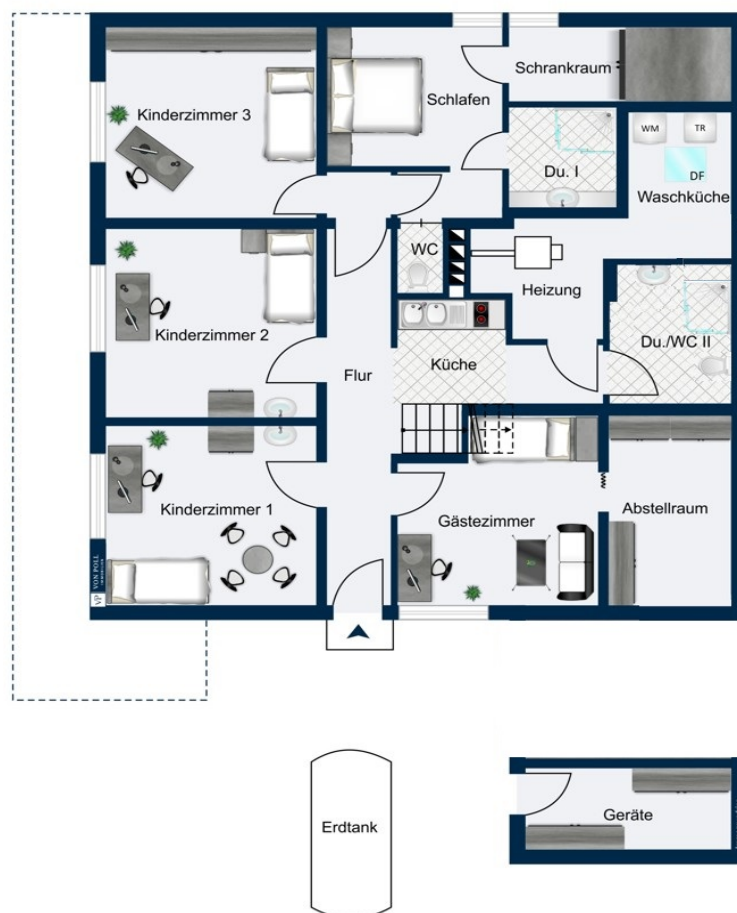 Kinderzimmer 3
Schlafen
Schrankraum
Du. I
WM
TR
DF
Waschküche
WC
Heizung
Kinderzimmer 2
Flur
Küche
Du./WC II
Kinderzimmer 1
Gästezimmer
Abstellraum
VP VON POLL
IMMOBILIEN
Erdtank
Geräte